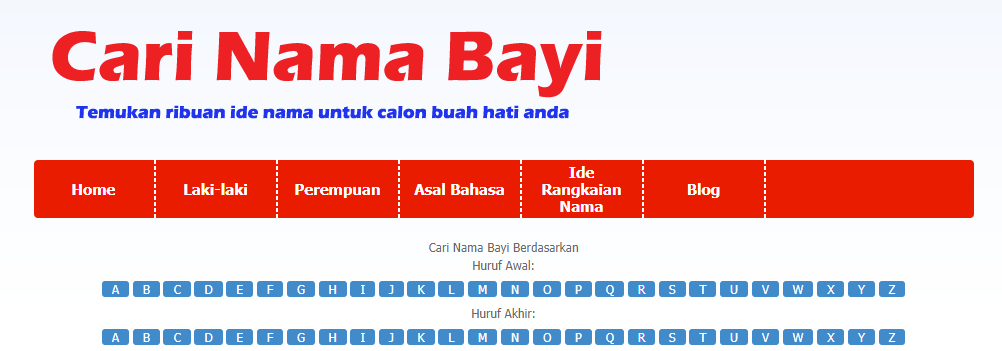 Cari Nama Bayi
Temukan ribuan ide nama untuk calon buah hati anda
Home Laki-laki Perempuan Asal Bahasa Ide Rangkaian Nama Blog
Cari Nama Bayi Berdasarkan
Huruf Awal:
A B C D E F G H I J K L M N O P Q R S T U V W X Y Z
Huruf Akhir:
A B C D E F G H I J K L M N O P Q R S T U V W X Y Z